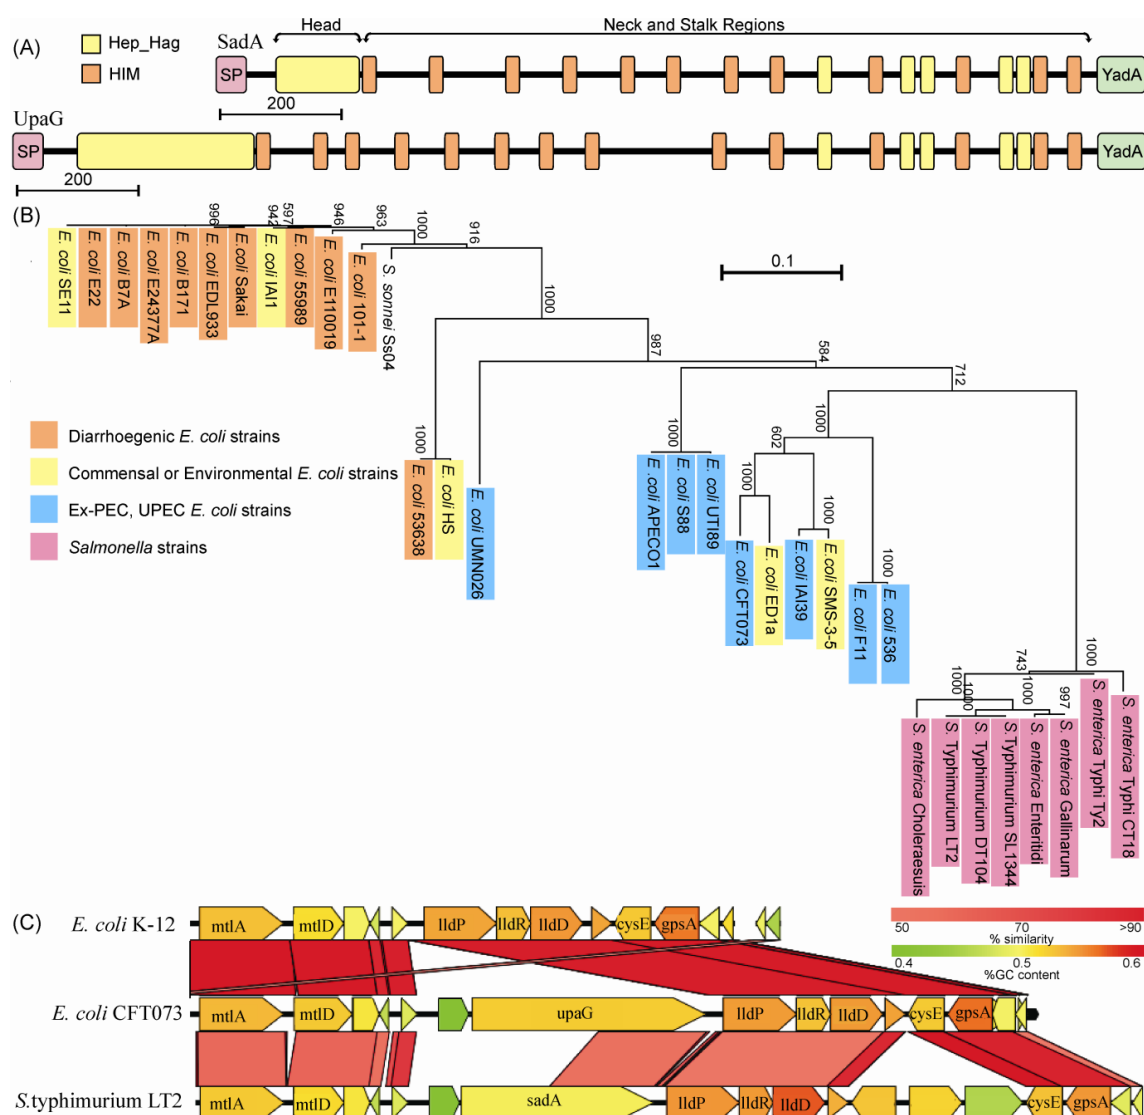 (A)
Hep_Hag
HIM
Head
Neck and Stalk Regions
SadA
SP
YadA
200
UpaG
SP
YadA
200
(B)
996
942
597
946
963
1000
916
1000
987
584
712
1000
602
1000
1000
1000
1000
1000
1000
743
1000
1000
1000
997
0.1
E. coli SE11
E. coli E22
E. coli B7A
E. coli E24377A
E. coli B171
E. coli EDL933
E. coli Sakai
E. coli IAI1
E. coli 55989
E. coli E110019
E. coli 101-1
S. sonnei Ss04
E. coli 53638
E. coli HS
E. coli UMN026
E .coli APECO1
E. coli S88
E. coli UTI89
E. coli CFT073
E. coli ED1a
E.coli IAI39
E.coli SMS-3-5
E. coli F11
E. coli 536
S. enterica Choleraesuis
S. Typhimurium LT2
S. Typhimurium DT104
S Typhimurium SL1344
S. enterica Enteritidi
S. enterica Gallinarum
S. enterica Typhi Ty2
S. enterica Typhi CT18
Diarrhoegenic E. coli strains
Commensal or Environmental E. coli strains
Ex-PEC, UPEC E. coli strains
Salmonella strains
(C)
E. coli K-12
mtlA mtlD lldP lldR lldD cysE gpsA
50 70 >90
% similarity
0.4 0.5 0.6
%GC content
E. coli CFT073
mtlA mtlD upaG lldP lldR lldD cysE gpsA
S.typhimurium LT2
mtlA mtlD sadA lldP lldR lldD cysE gpsA